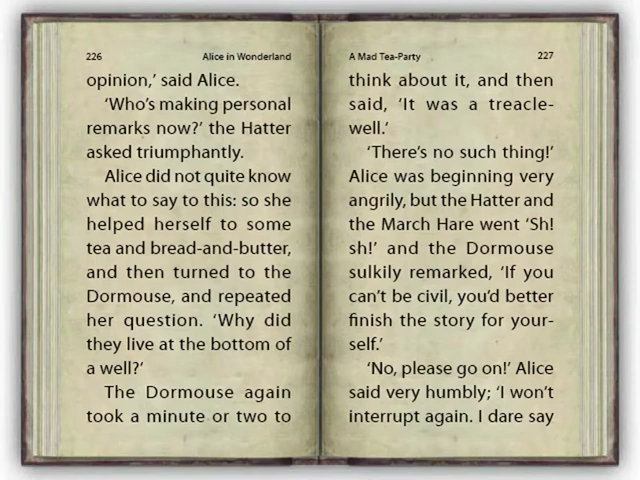 226 Alice in Wonderland
opinion,’ said Alice.
‘Who’s making personal
remarks now?’ the Hatter
asked triumphantly.
Alice did not quite know
what to say to this: so she
helped herself to some
tea and bread-and-butter,
and then turned to the
Dormouse, and repeated
her question. ‘Why did
they live at the bottom of
a well?’
The Dormouse again
took a minute or two to
A Mad Tea-Party 227
think about it, and then
said, ‘It was a treacle-
well.’
‘There’s no such thing!’
Alice was beginning very
angrily, but the Hatter and
the March Hare went ‘Sh!
sh!’ and the Dormouse
sulkily remarked, ‘If you
can’t be civil, you’d better
finish the story for your-
self.’
‘No, please go on!’ Alice
said very humbly; ‘I won’t
interrupt again. I dare say